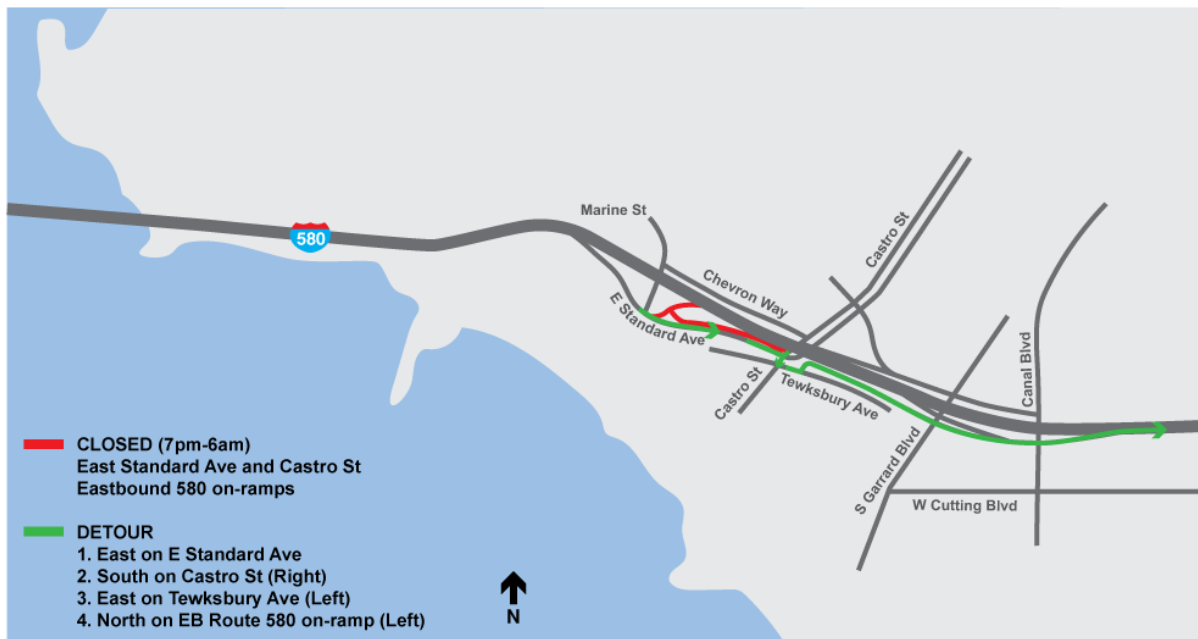 Marine St
580
Chevron Way
Castro St
E Standard Ave
Castro St
Tewksbury Ave
Canal Blvd
S Garrard Blvd
W Cutting Blvd
CLOSED (7pm-6am)
East Standard Ave and Castro St
Eastbound 580 on-ramps
DETOUR
1. East on E Standard Ave
2. South on Castro St (Right)
3. East on Tewksbury Ave (Left)
4. North on EB Route 580 on-ramp (Left)
N